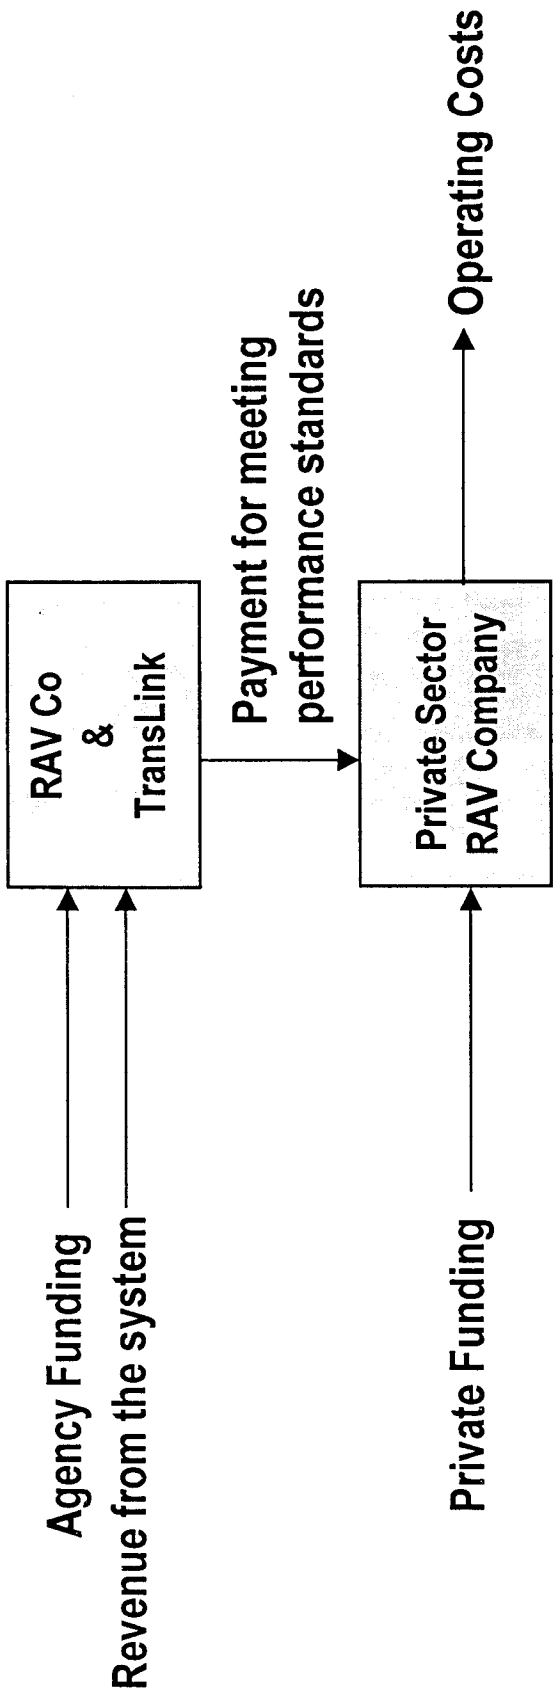 Agency Funding
Revenue from the system
RAV Co
&
TransLink
Payment for meeting
performance standards
Private Funding
Private Sector
RAV Company
Operating Costs